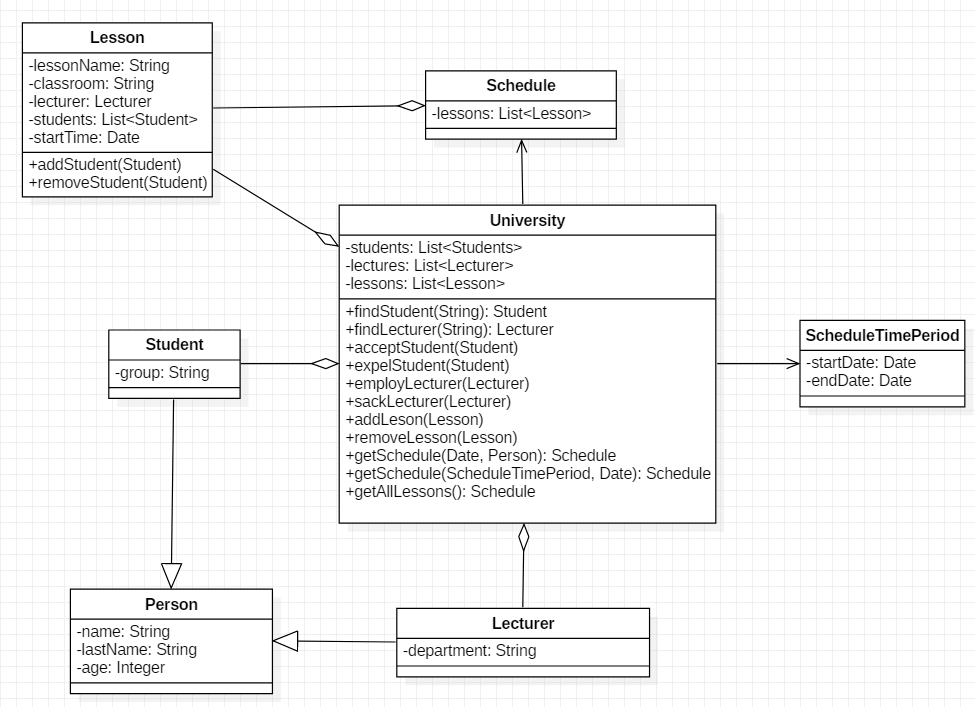 Lesson
-lessonName: String
-classroom: String
-lecturer: Lecturer
-students: List<Student>
-startTime: Date
+addStudent(Student)
+removeStudent(Student)
Schedule
-lessons: List<Lesson>
University
-students: List<Students>
-lectures: List<Lecturer>
-lessons: List<Lesson>
+findStudent(String): Student
+findLecturer(String): Lecturer
+acceptStudent(Student)
+expelStudent(Student)
+employLecturer(Lecturer)
+sackLecturer(Lecturer)
+addLeson(Lesson)
+removeLesson(Lesson)
+getSchedule(Date, Person): Schedule
+getSchedule(ScheduleTimePeriod, Date): Schedule
+getAllLessons(): Schedule
ScheduleTimePeriod
-startDate: Date
-endDate: Date
Student
-group: String
Person
-name: String
-lastName: String
-age: Integer
Lecturer
-department: String